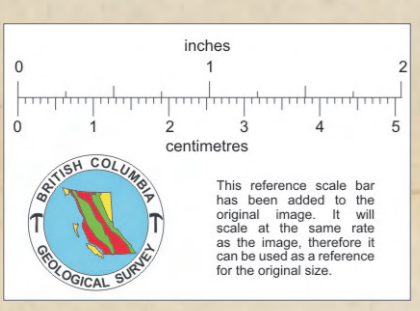 inches
0 1 2
0 1 2 3 4 5
centimetres
BRITISH COLUMBIA
GEOLOGICAL SURVEY
This reference scale bar
has been added to the
original image. It will
scale at the same rate
as the image, therefore it
can be used as a reference
for the original size.